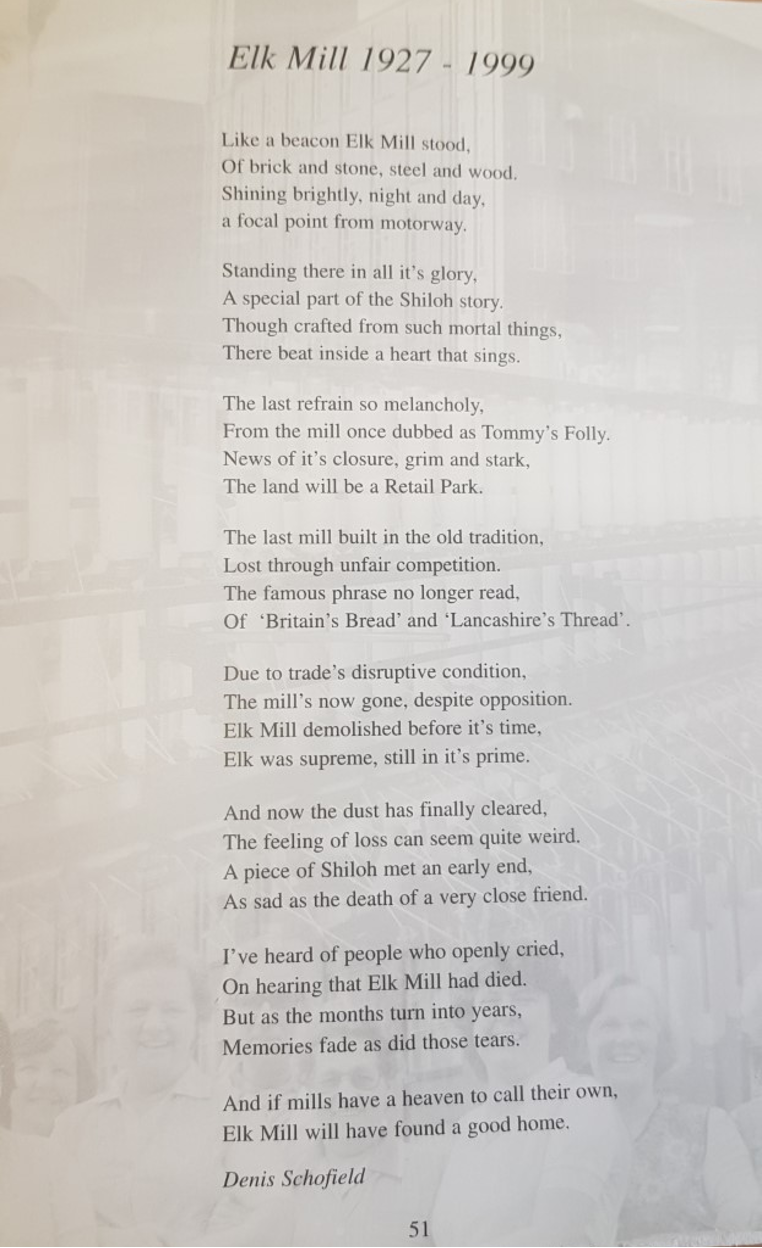 Elk Mill 1927 - 1999
Like a beacon Elk Mill stood,
Of brick and stone, steel and wood.
Shining brightly, night and day,
a focal point from motorway.
Standing there in all it's glory,
A special part of the Shiloh story.
Though crafted from such mortal things,
There beat inside a heart that sings.
The last refrain so melancholy,
From the mill once dubbed as Tommy's Folly.
News of it's closure, grim and stark,
The land will be a Retail Park.
The last mill built in the old tradition,
Lost through unfair competition.
The famous phrase no longer read,
Of 'Britain's Bread' and 'Lancashire's Thread'.
Due to trade's disruptive condition,
The mill's now gone, despite opposition.
Elk Mill demolished before it's time,
Elk was supreme, still in it's prime.
And now the dust has finally cleared,
The feeling of loss can seem quite weird.
A piece of Shiloh met an early end,
As sad as the death of a very close friend.
I've heard of people who openly cried,
On hearing that Elk Mill had died.
But as the months turn into years,
Memories fade as did those tears.
And if mills have a heaven to call their own,
Elk Mill will have found a good home.
Denis Schofield
51